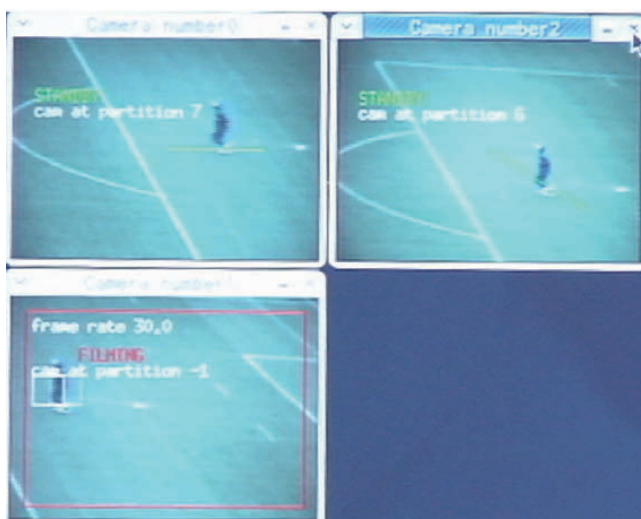 Camera number0
Camera number2
STANDBY
cam at partition 7
STANDBY
cam at partition 6
Camera number1
frame rate 30.0
FILMING
cam at partition -1